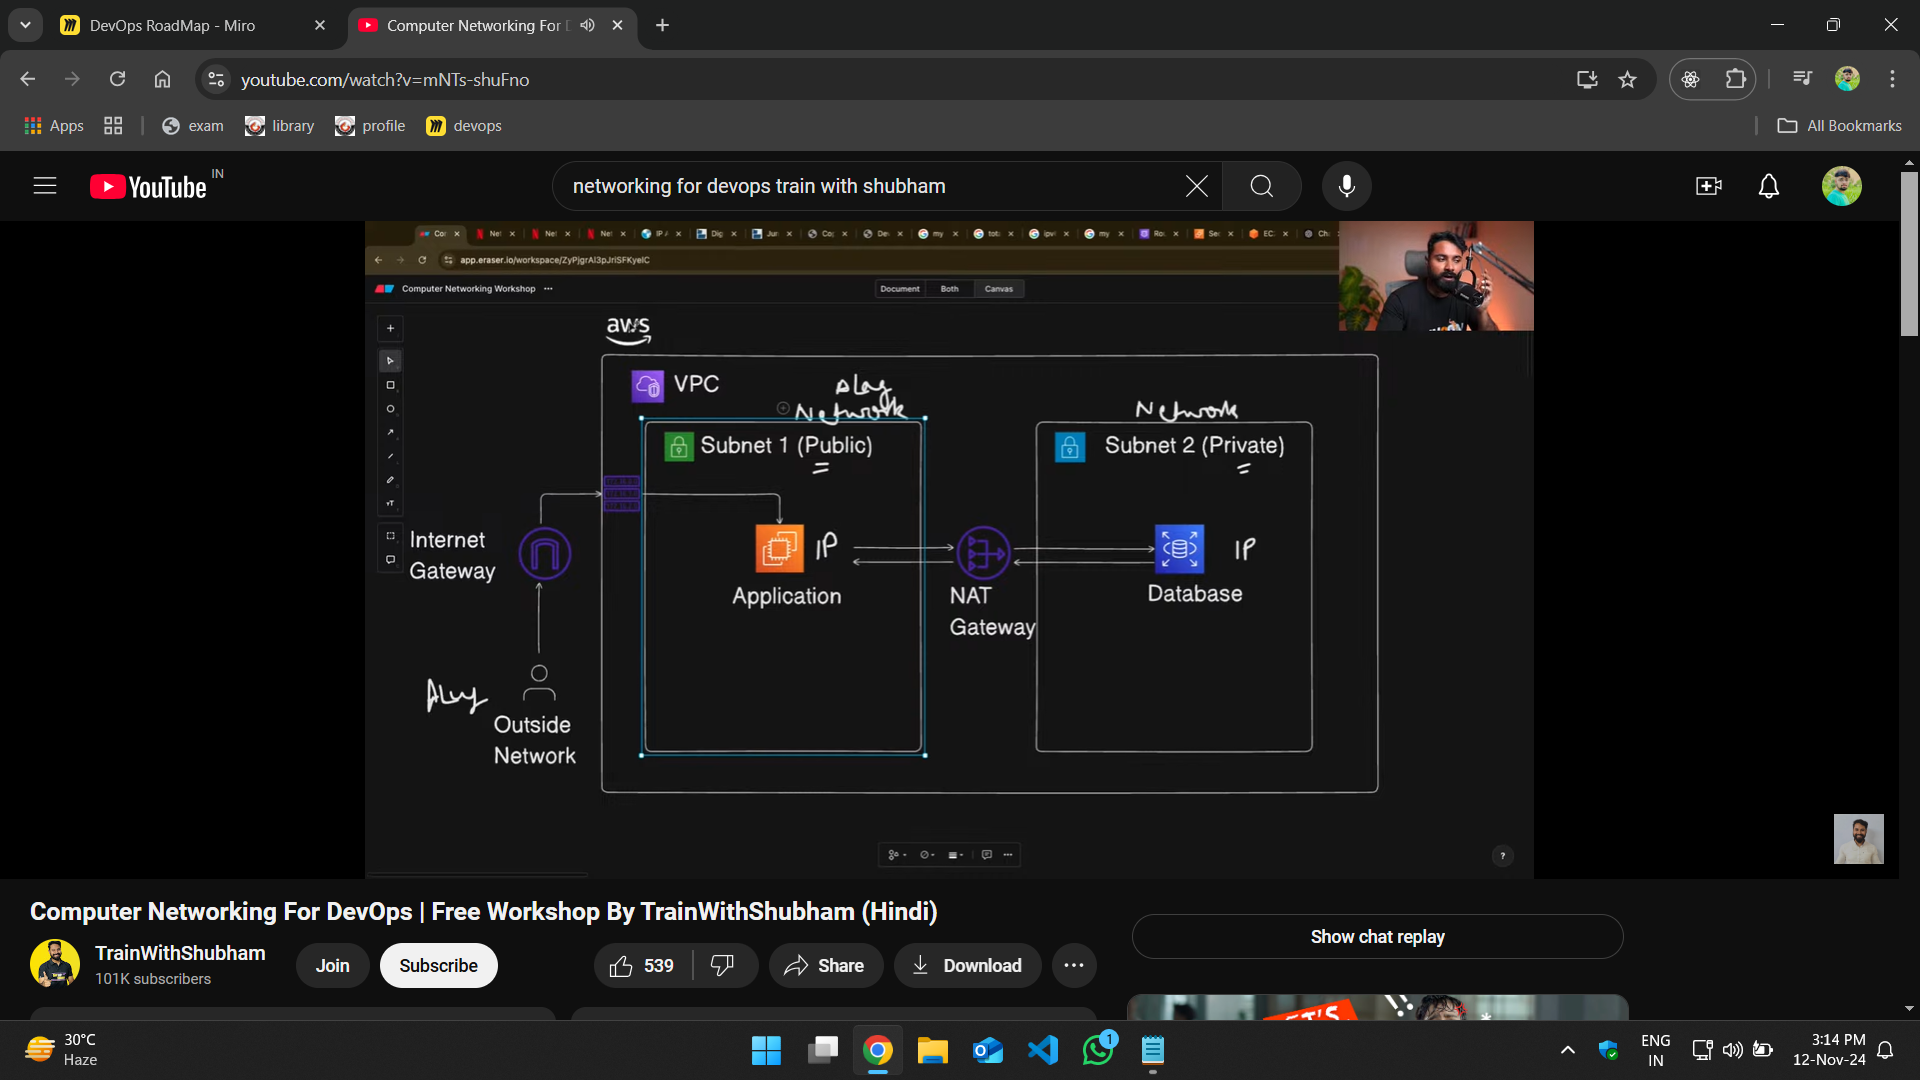 DevOps RoadMap - Miro
Computer Networking For D
youtube.com/watch?v=mNTs-shuFno
Apps
exam
library
profile
devops
All Bookmarks
YouTube IN
networking for devops train with shubham
app.eraser.io/workspace/ZyPjgrAl3pJriSFKyelC
Computer Networking Workshop
Document Both Canvas
aws
VPC
Alag
Network
Network
Subnet 1 (Public)
Subnet 2 (Private)
Internet
Gateway
IP
IP
Application
NAT
Gateway
Database
Alag
Outside
Network
?
Computer Networking For DevOps | Free Workshop By TrainWithShubham (Hindi)
TrainWithShubham
101K subscribers
Join
Subscribe
539
Share
Download
Show chat replay
LET'S
30°C
Haze
1
ENG
IN
3:14 PM
12-Nov-24